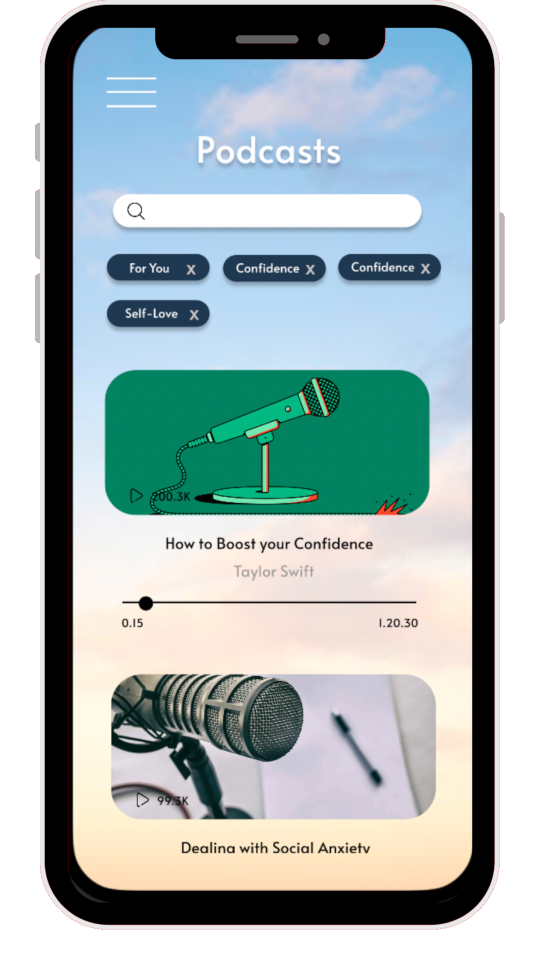 Podcasts
For You x
Confidence x
Confidence x
Self-Love x
200.3K
How to Boost your Confidence
Taylor Swift
0.15
1.20.30
99.3K
Dealing with Social Anxiety